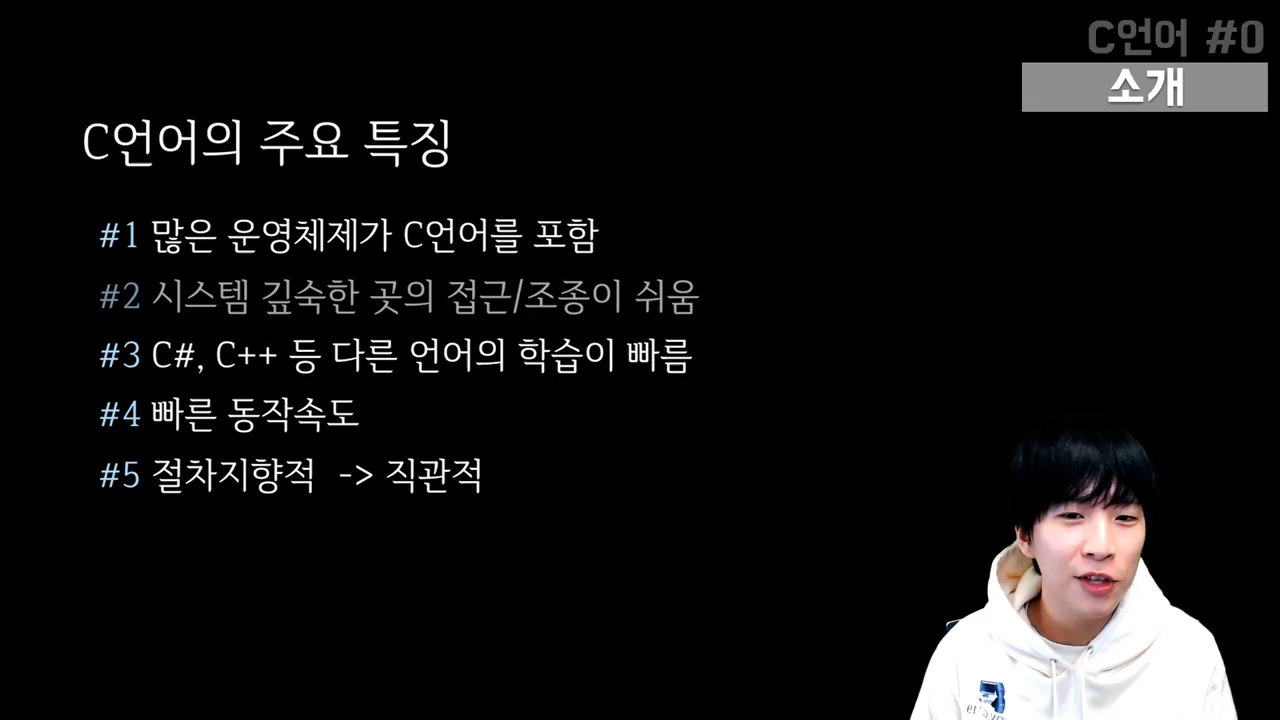 C언어 #0
소개
C언어의 주요 특징
#1 많은 운영체제가 C언어를 포함
#2 시스템 깊숙한 곳의 접근/조종이 쉬움
#3 C#, C++ 등 다른 언어의 학습이 빠름
#4 빠른 동작속도
#5 절차지향적 -> 직관적